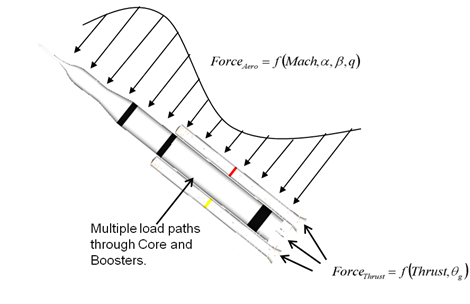 Force_Aero = f(Mach,α,β,q)
Multiple load paths
through Core and
Boosters.
Force_Thrust = f(Thrust,θ_g)